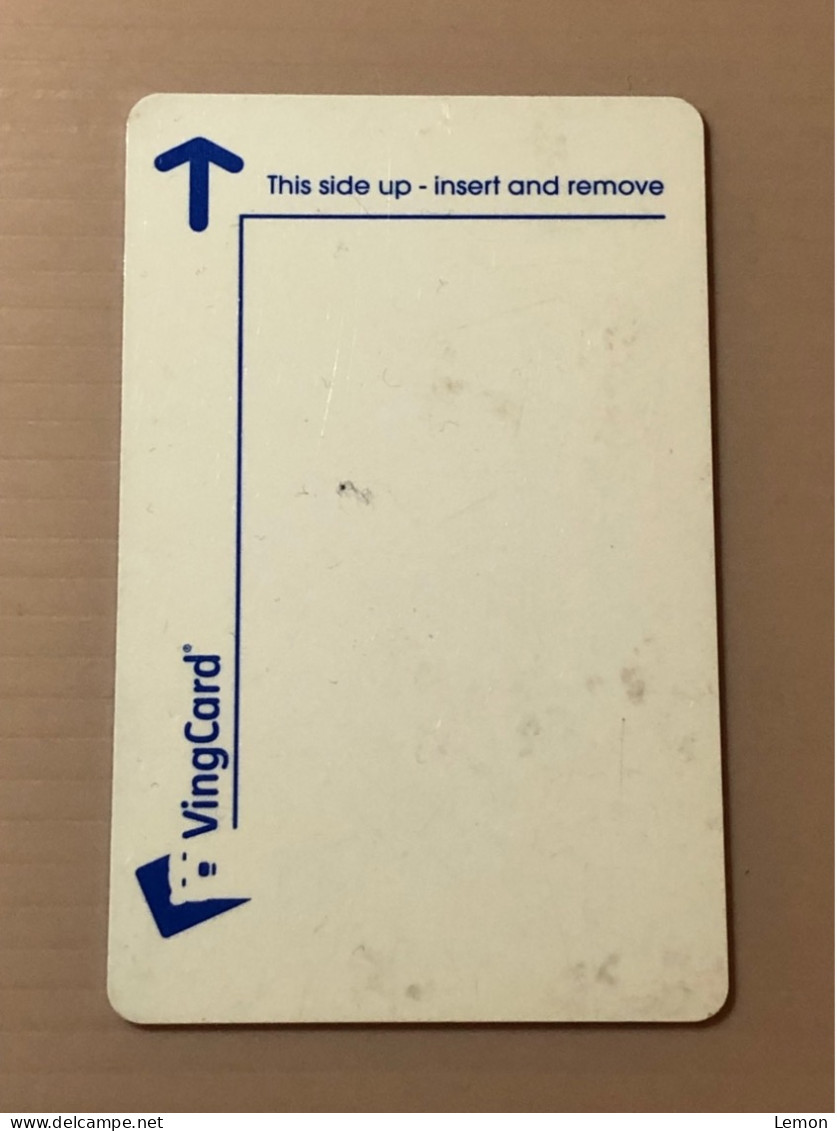 This side up - insert and remove
VingCard®
www.delcampe.net
Lemon